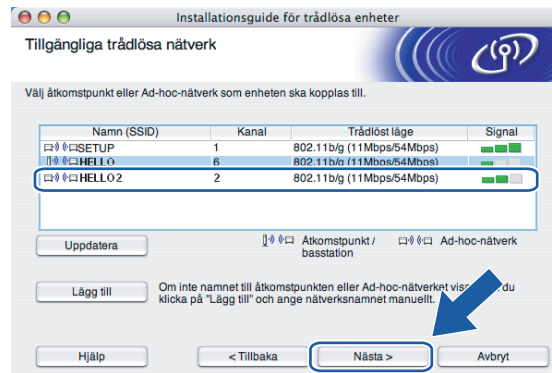 Installationsguide för trådlösa enheter
Tillgängliga trådlösa nätverk
Välj åtkomstpunkt eller Ad-hoc-nätverk som enheten ska kopplas till.
Namn (SSID) Kanal Trådlöst läge Signal
SETUP 1 802.11b/g (11Mbps/54Mbps)
HELLO 6 802.11b/g (11Mbps/54Mbps)
HELLO2 2 802.11b/g (11Mbps/54Mbps)
Uppdatera
Åtkomstpunkt / basstation
Ad-hoc-nätverk
Lägg till
Om inte namnet till åtkomstpunkten eller Ad-hoc-nätverket du
klicka på "Lägg till" och ange nätverksnamnet manuellt.
Hjälp < Tillbaka Nästa > Avbryt